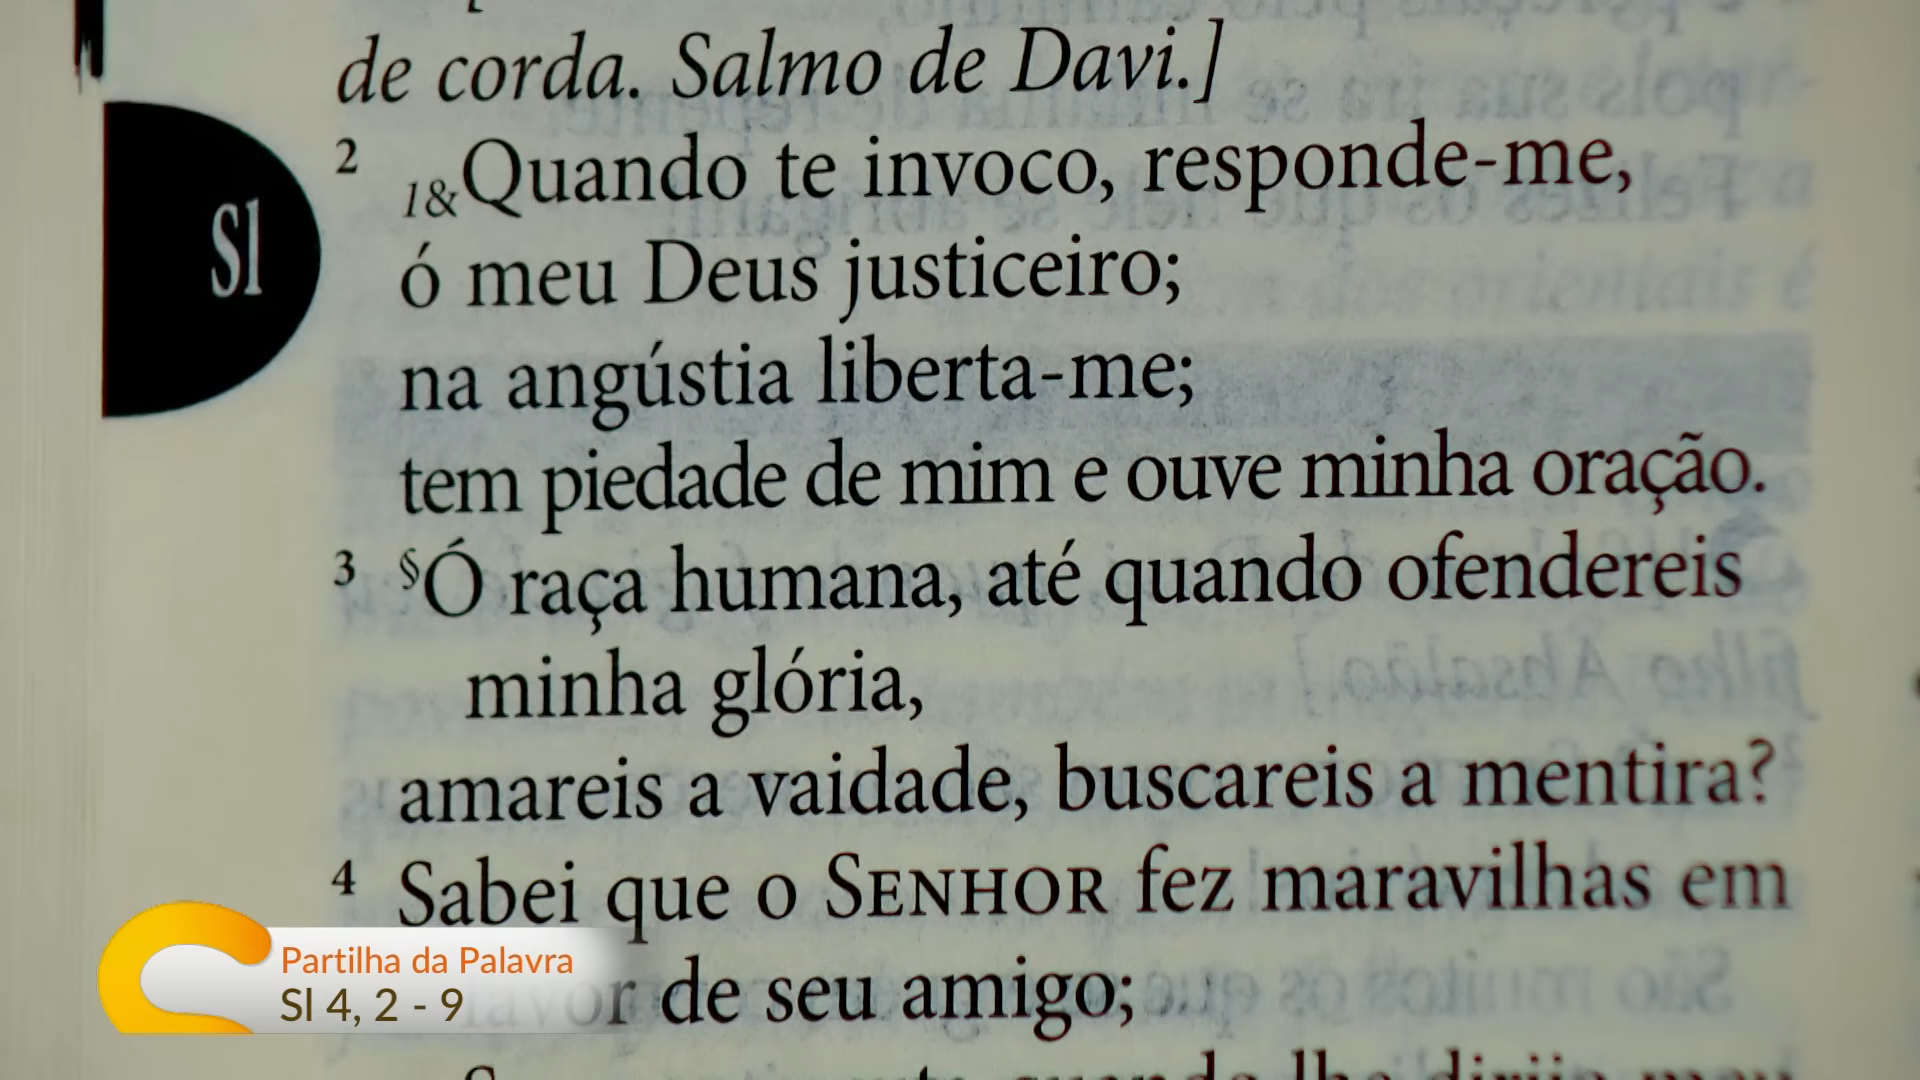 de corda. Salmo de Davi.]
Sl
2 1&Quando te invoco, responde-me,
ó meu Deus justiceiro;
na angústia liberta-me;
tem piedade de mim e ouve minha oração.
3 §Ó raça humana, até quando ofendereis
minha glória,
amareis a vaidade, buscareis a mentira?
4 Sabei que o SENHOR fez maravilhas em
favor de seu amigo;
Partilha da Palavra
Sl 4, 2 - 9